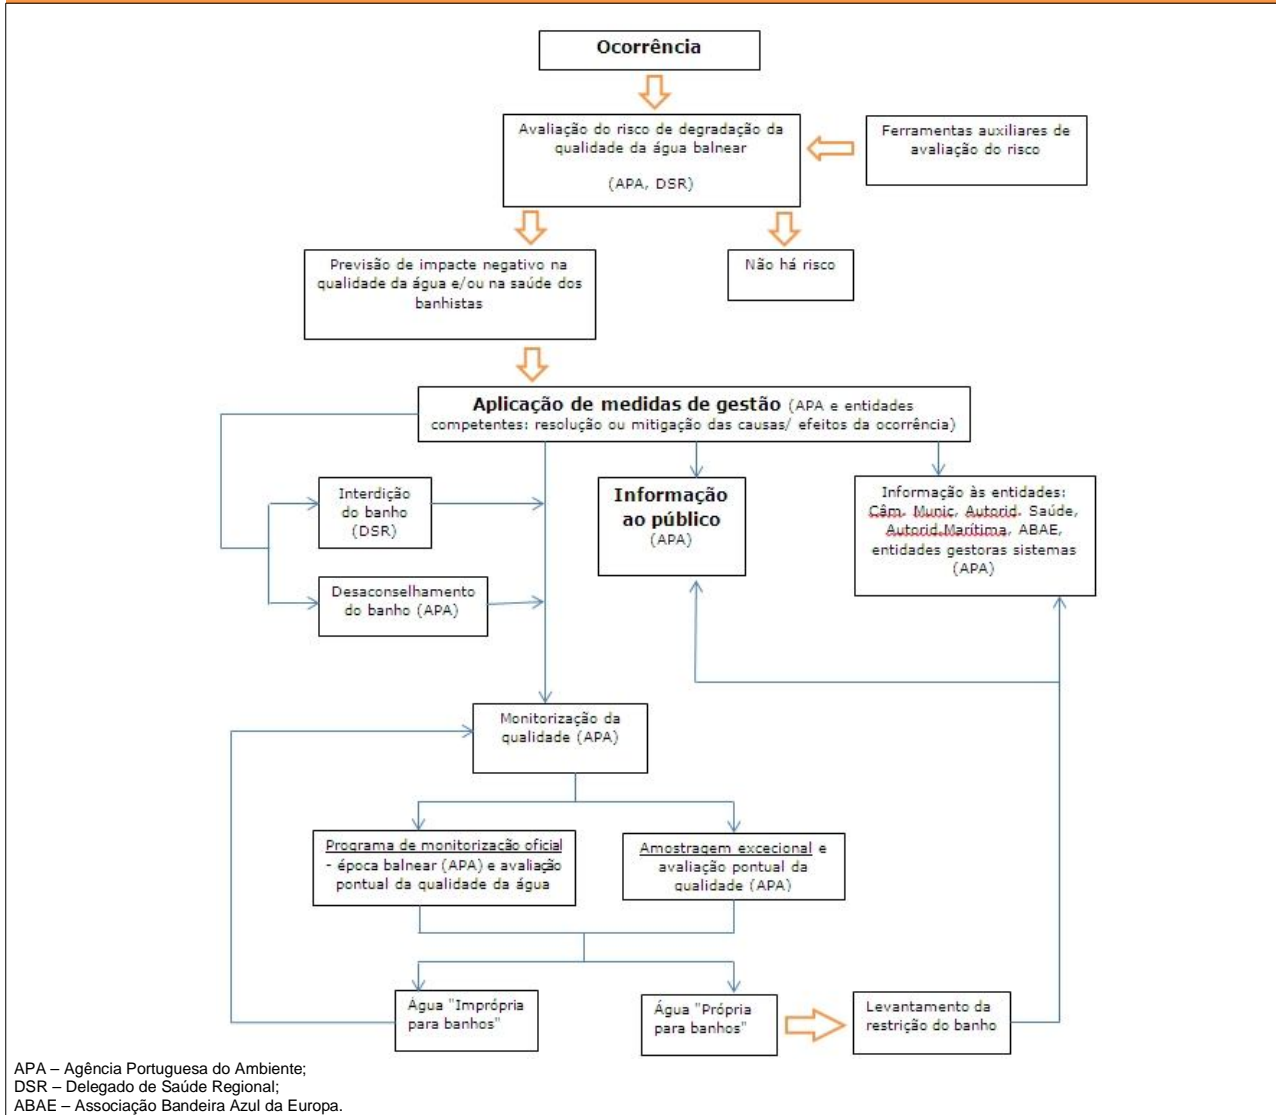 Ocorrência
Avaliação do risco de degradação da
qualidade da água balnear
(APA, DSR)
Ferramentas auxiliares de
avaliação do risco
Previsão de impacte negativo na
qualidade da água e/ou na saúde dos
banhistas
Não há risco
Aplicação de medidas de gestão (APA e entidades
competentes: resolução ou mitigação das causas/ efeitos da ocorrência)
Interdição
do banho
(DSR)
Informação
ao público
(APA)
Informação às entidades:
Câm. Munic, Autorid. Saúde,
Autorid.Marítima, ABAE,
entidades gestoras sistemas
(APA)
Desaconselhamento
do banho (APA)
Monitorização da
qualidade (APA)
Programa de monitorização oficial
- época balnear (APA) e avaliação
pontual da qualidade da água
Amostragem excecional e
avaliação pontual da
qualidade (APA)
Água "Imprópria
para banhos"
Água "Própria
para banhos"
Levantamento da
restrição do banho
APA – Agência Portuguesa do Ambiente;
DSR – Delegado de Saúde Regional;
ABAE – Associação Bandeira Azul da Europa.